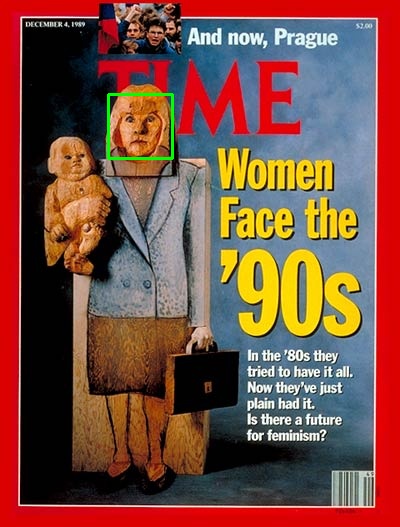 DECEMBER 4, 1989
$2.00
And now, Prague
TIME
Women
Face the
'90s
In the '80s they
tried to have it all.
Now they've just
plain had it.
Is there a future
for feminism?